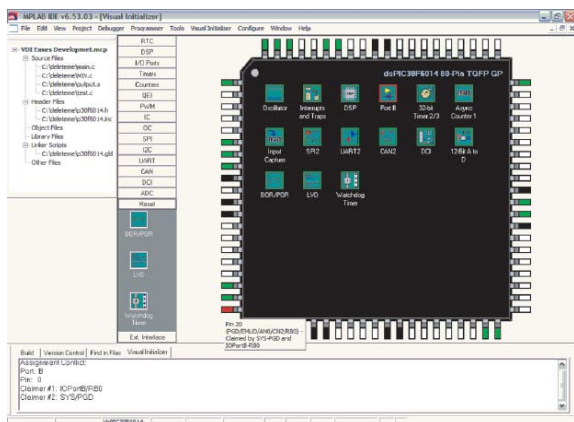 MPLAB IDE v6.53.03 - [Visual Initializer]
File Edit View Project Debugger Programmer Tools Visual Initializer Configure Window Help
VDI Eases Development.mcp
Source Files
C:\deleteme\main.c
C:\deleteme\
C:\deleteme\output.s
C:\deleteme\test.c
Header Files
C:\deleteme\p30f6014.h
C:\deleteme\p30f6014.inc
Object Files
Library Files
Linker Scripts
C:\deleteme\p30f6014.gld
Other Files
RTC
DSP
I/O Ports
Timers
Counters
QEI
PWM
IC
OC
SPI
I2C
UART
CAN
DCI
ADC
Reset
BOR/POR
LVD
Watchdog
Timer
Ext. Interface
dsPIC30F6014 80-Pin TQFP GP
Oscillator Interrupts and Traps DSP Port B 32-bit Timer 2/3 Async Counter 1
Input Capture SPI2 UART2 CAN2 DCI 12-Bit A to D
BOR/POR LVD Watchdog Timer
Pin 20
(PGD/EMUD/AN0/CN2/RB0) -
Claimed by SYS-PGD and
IOPortB-RB0
Build Version Control Find in Files Visual Initializer
Assignment Conflict:
Port: B
Pin: 0
Claimer #1: IOPortB/RB0
Claimer #2: SYS/PGD
dsPIC30F6014